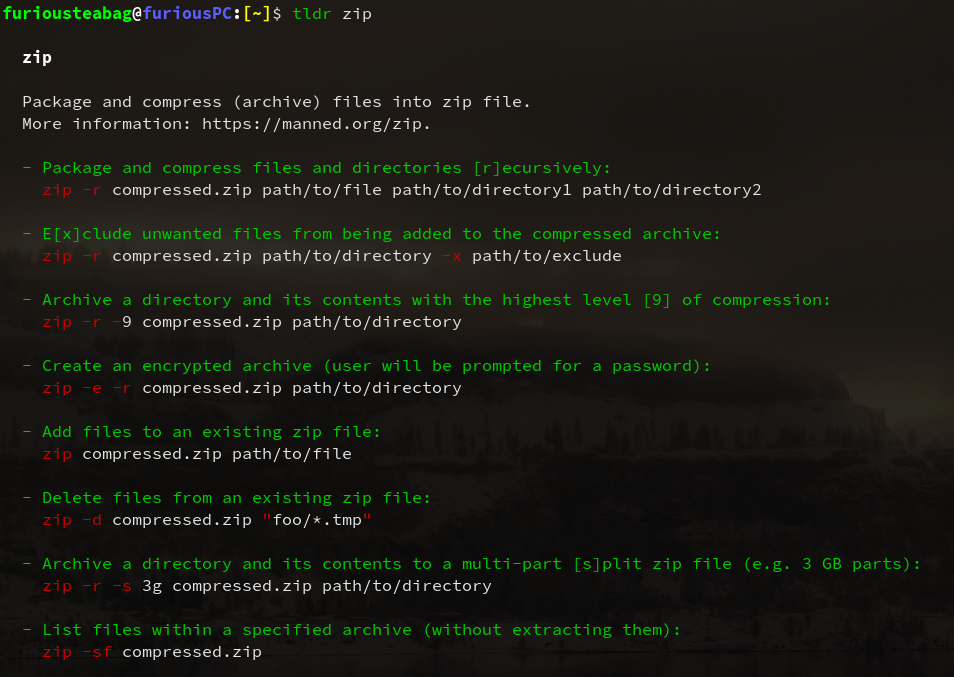 furiousteabag@furiousPC:[~]$ tldr zip
zip
Package and compress (archive) files into zip file.
More information: https://manned.org/zip.
- Package and compress files and directories [r]ecursively:
zip -r compressed.zip path/to/file path/to/directory1 path/to/directory2
- E[x]clude unwanted files from being added to the compressed archive:
zip -r compressed.zip path/to/directory -x path/to/exclude
- Archive a directory and its contents with the highest level [9] of compression:
zip -r -9 compressed.zip path/to/directory
- Create an encrypted archive (user will be prompted for a password):
zip -e -r compressed.zip path/to/directory
- Add files to an existing zip file:
zip compressed.zip path/to/file
- Delete files from an existing zip file:
zip -d compressed.zip "foo/*.tmp"
- Archive a directory and its contents to a multi-part [s]plit zip file (e.g. 3 GB parts):
zip -r -s 3g compressed.zip path/to/directory
- List files within a specified archive (without extracting them):
zip -sf compressed.zip